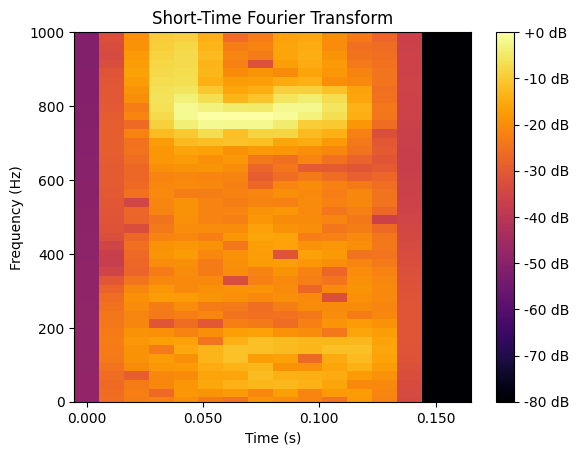 Short-Time Fourier Transform
1000
800
600
400
200
0
Frequency (Hz)
0.000
0.050
0.100
0.150
Time (s)
+0 dB
-10 dB
-20 dB
-30 dB
-40 dB
-50 dB
-60 dB
-70 dB
-80 dB